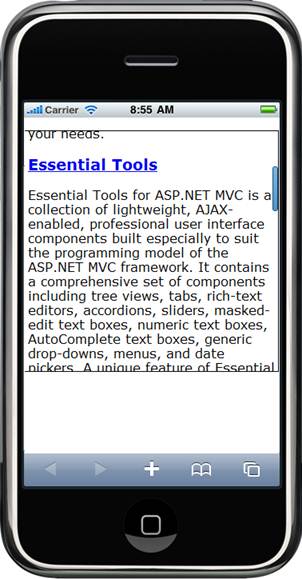 Carrier 8:55 AM
your needs.
Essential Tools
Essential Tools for ASP.NET MVC is a
collection of lightweight, AJAX-
enabled, professional user interface
components built especially to suit
the programming model of the
ASP.NET MVC framework. It contains
a comprehensive set of components
including tree views, tabs, rich-text
editors, accordions, sliders, masked-
edit text boxes, numeric text boxes,
AutoComplete text boxes, generic
drop-downs, menus, and date
pickers. A unique feature of Essential